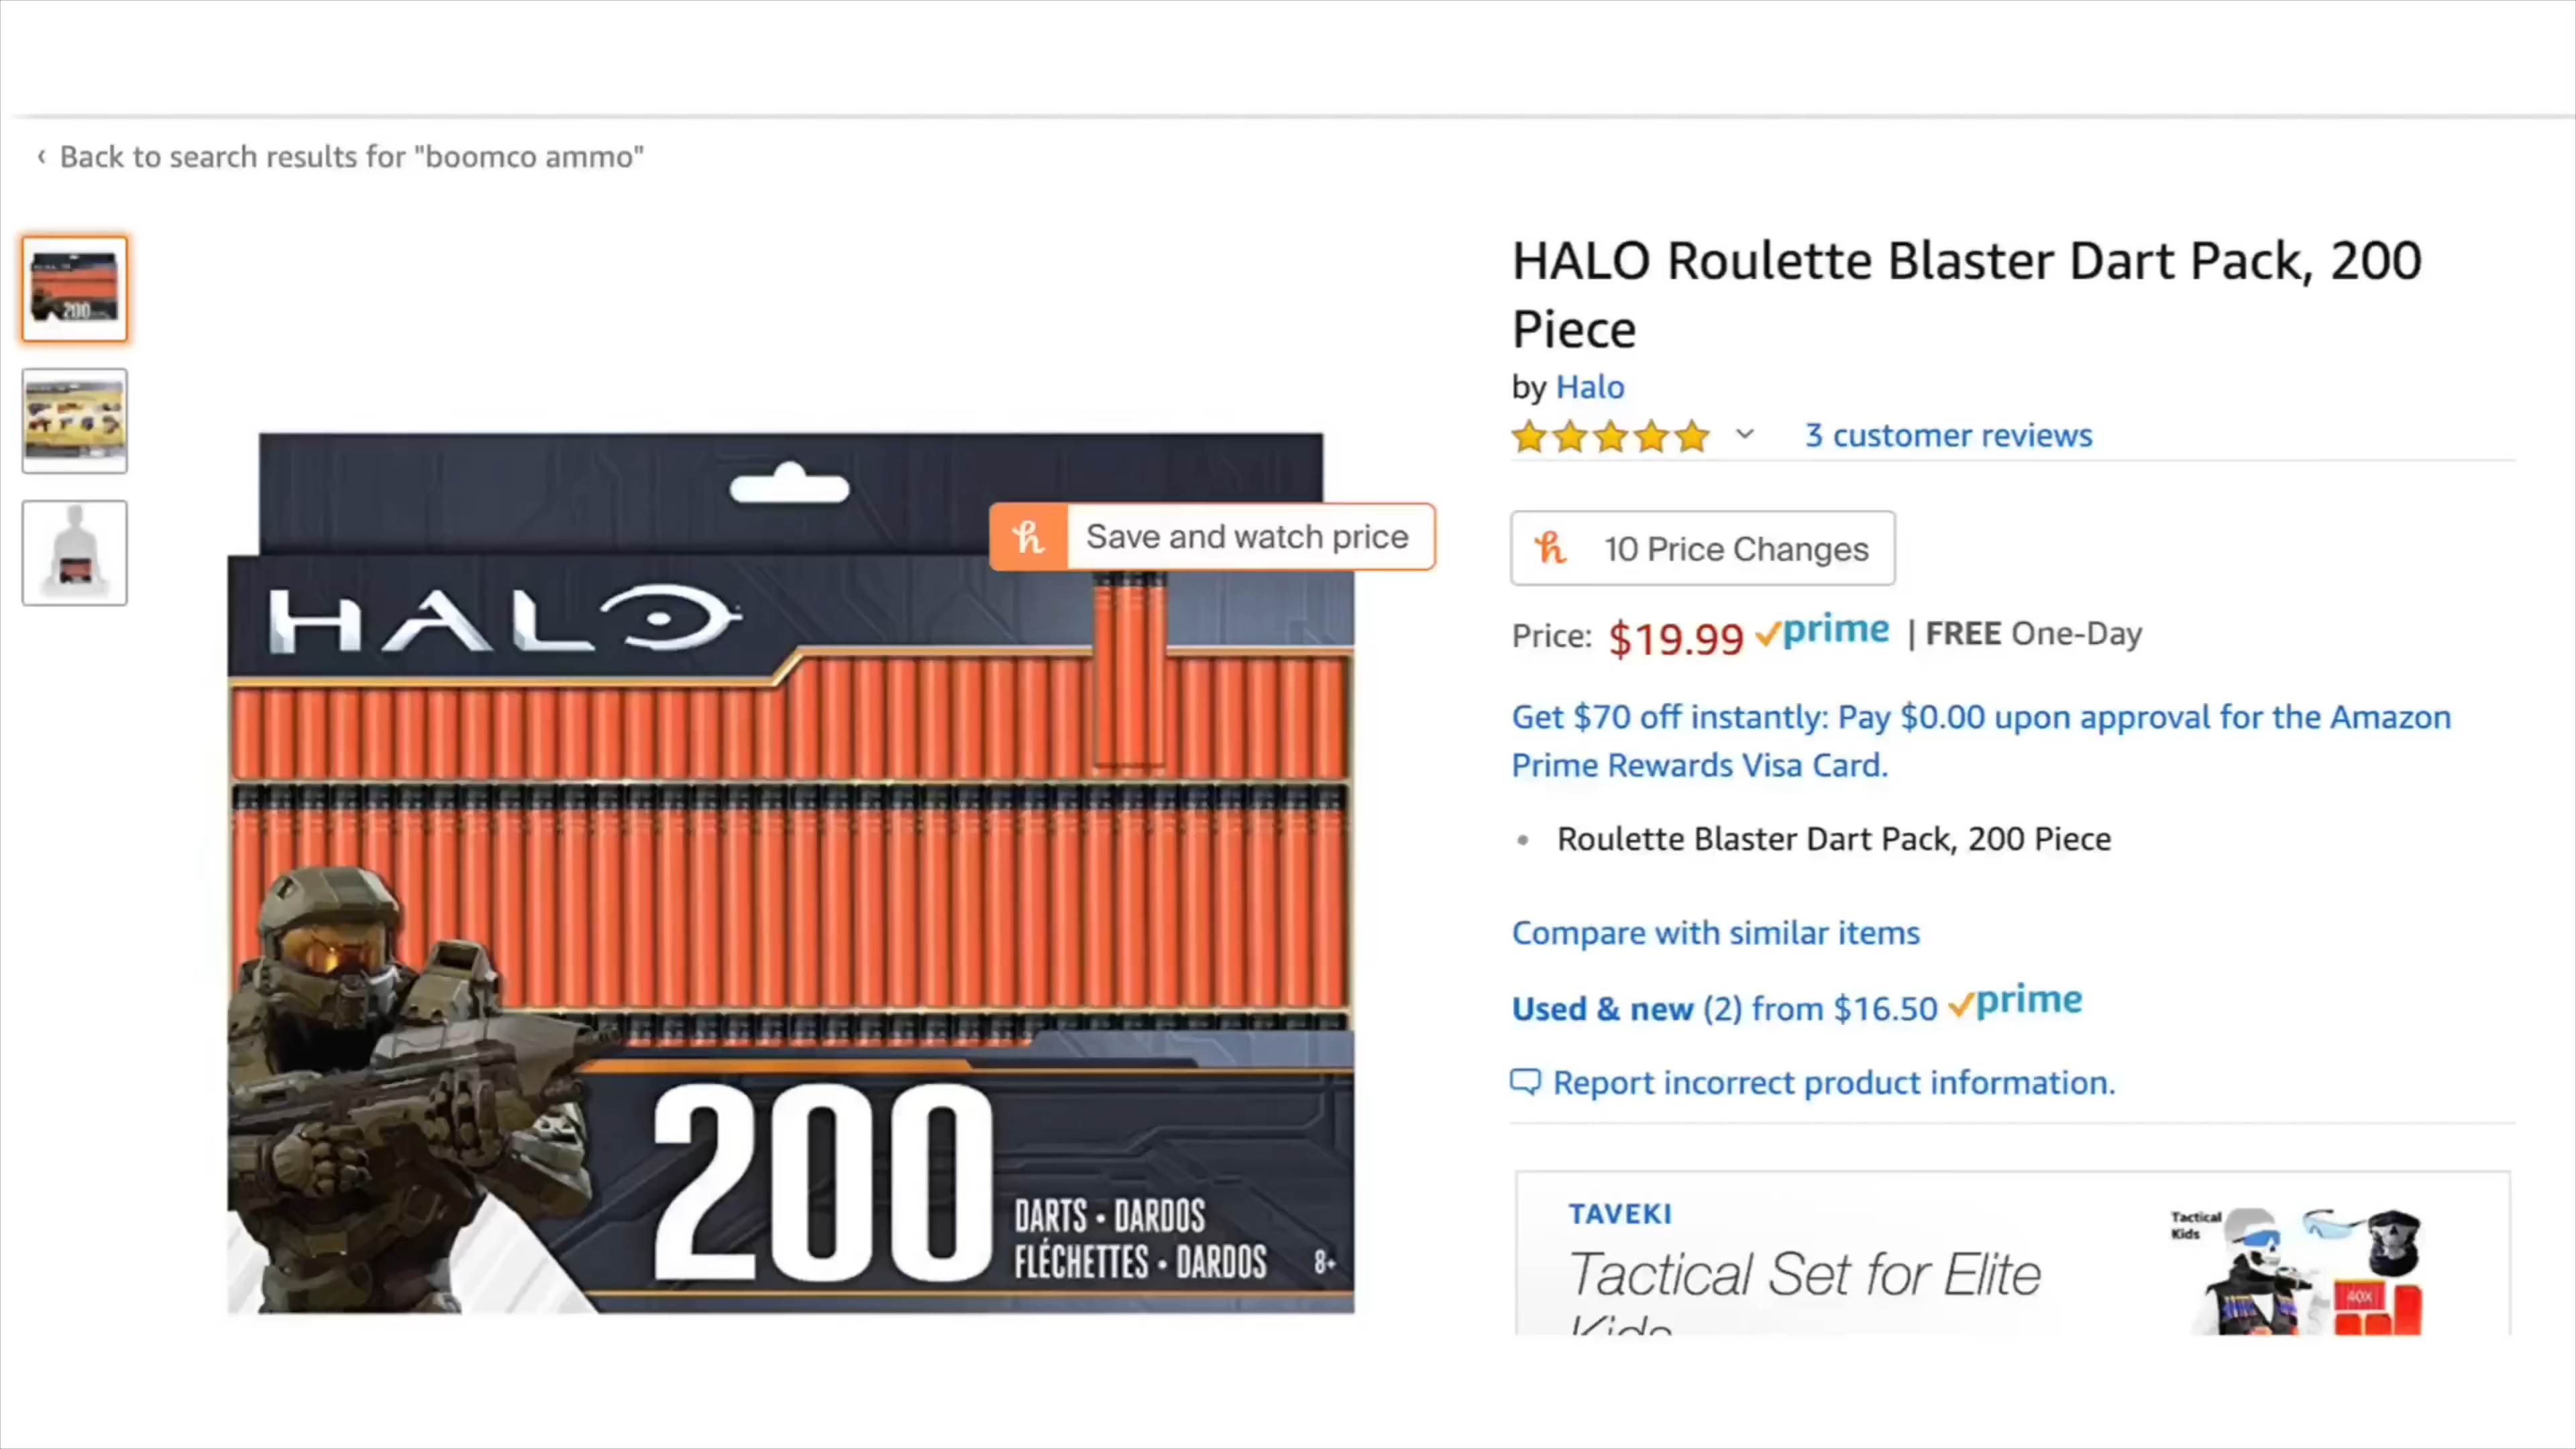 ‹ Back to search results for "boomco ammo"
HALO Roulette Blaster Dart Pack, 200
Piece
by Halo
3 customer reviews
Save and watch price
10 Price Changes
HALO
Price: $19.99 prime | FREE One-Day
Get $70 off instantly: Pay $0.00 upon approval for the Amazon
Prime Rewards Visa Card.
• Roulette Blaster Dart Pack, 200 Piece
Compare with similar items
Used & new (2) from $16.50 prime
Report incorrect product information.
200
DARTS • DARDOS
FLÉCHETTES • DARDOS
8+
TAVEKI
Tactical Set for Elite
Kids
Tactical
Kids
40X